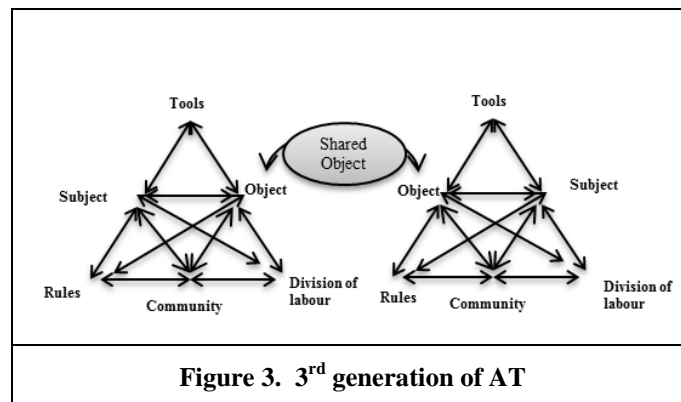 Tools
Tools
Shared
Object
Subject
Object
Object
Subject
Rules
Community
Division of
labour
Rules
Community
Division of
labour
Figure 3. 3rd generation of AT